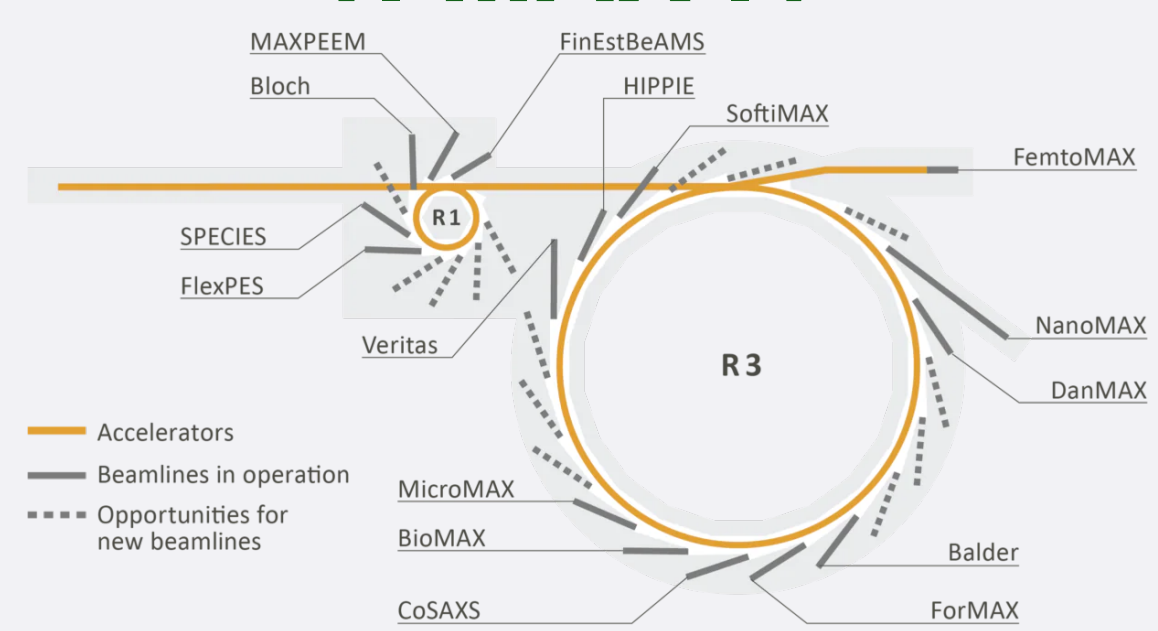 MAXPEEM
FinEstBeAMS
Bloch
HIPPIE
SoftiMAX
FemtoMAX
R1
SPECIES
FlexPES
Veritas
R3
NanoMAX
DanMAX
Accelerators
Beamlines in operation
Opportunities for
new beamlines
MicroMAX
BioMAX
Balder
CoSAXS
ForMAX